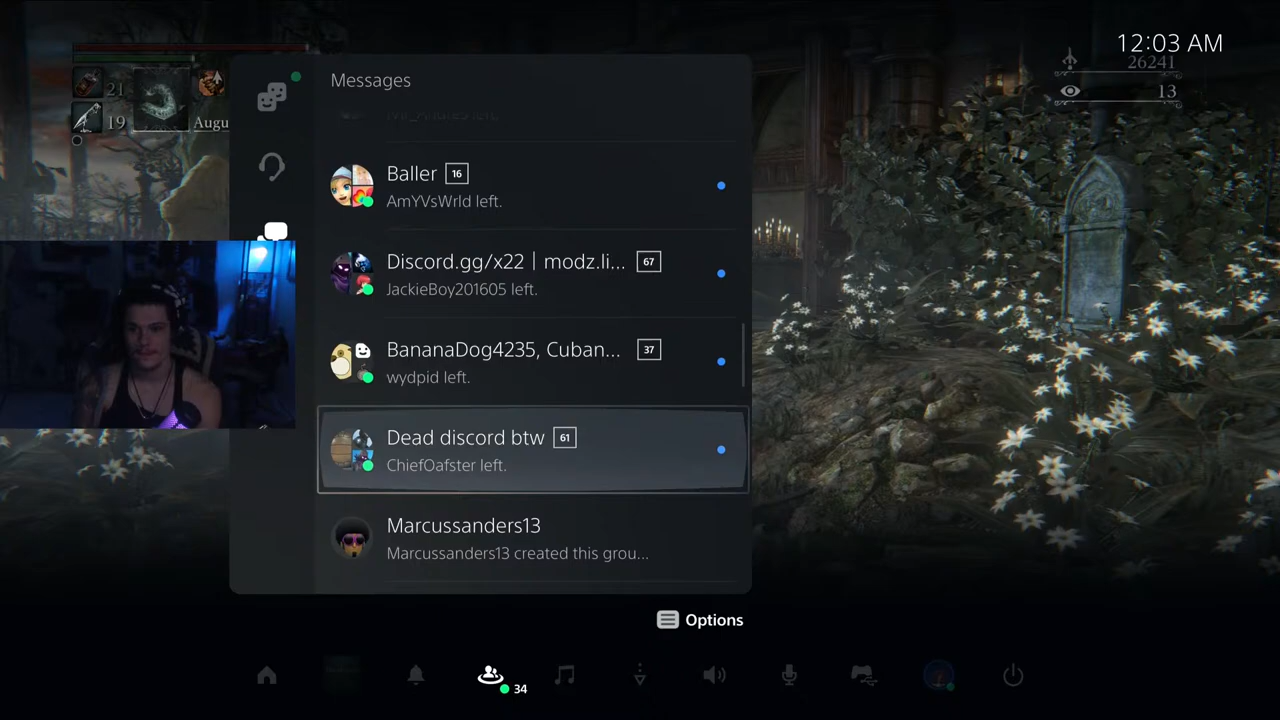 12:03 AM
26241
13
21
19
Augu
Messages
left.
Baller 16
AmYVsWrld left.
Discord.gg/x22 | modz.li... 67
JackieBoy201605 left.
BananaDog4235, Cuban... 37
wydpid left.
Dead discord btw 61
ChiefOafster left.
Marcussanders13
Marcussanders13 created this grou...
Options
34